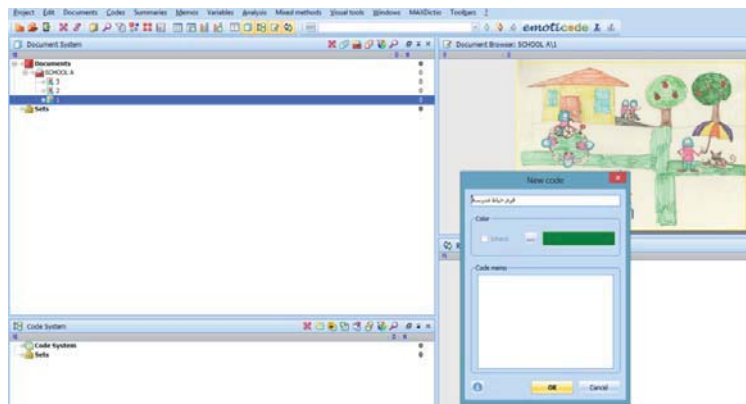 Project Edit Documents Codes Summaries Memos Variables Analysis Mixed methods Visual tools Windows MAXDictio Toolbars ?
emoticode
Document System
Documents 0
SCHOOL A 0
3 0
2 0
1 0
Sets 0
Document Browser: SCHOOL A\1
New code
Color
Inherit
Code memo
OK Cancel
Code System
Code System 0
Sets 0